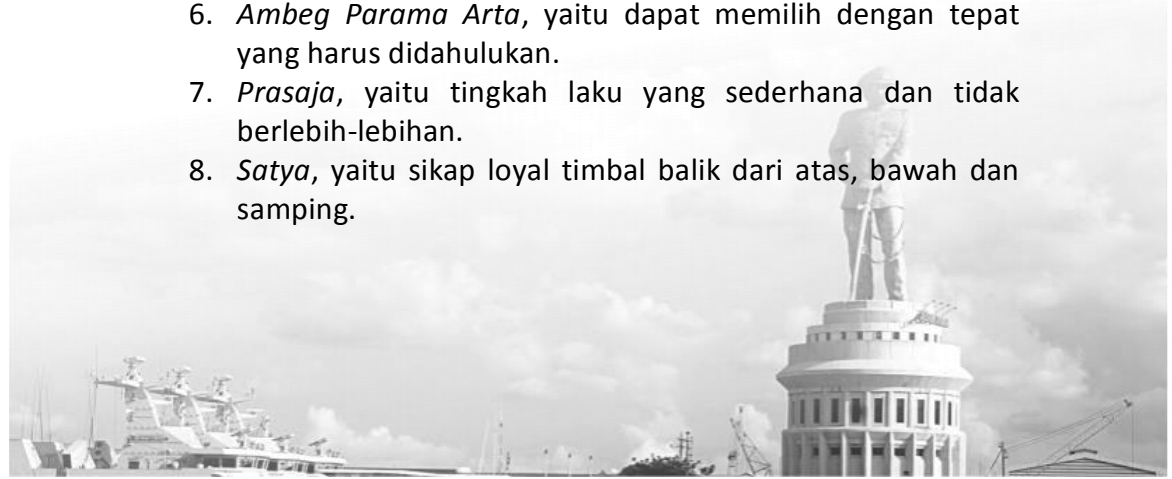 6. Ambeg Parama Arta, yaitu dapat memilih dengan tepat
yang harus didahulukan.
7. Prasaja, yaitu tingkah laku yang sederhana dan tidak
berlebih-lebihan.
8. Satya, yaitu sikap loyal timbal balik dari atas, bawah dan
samping.